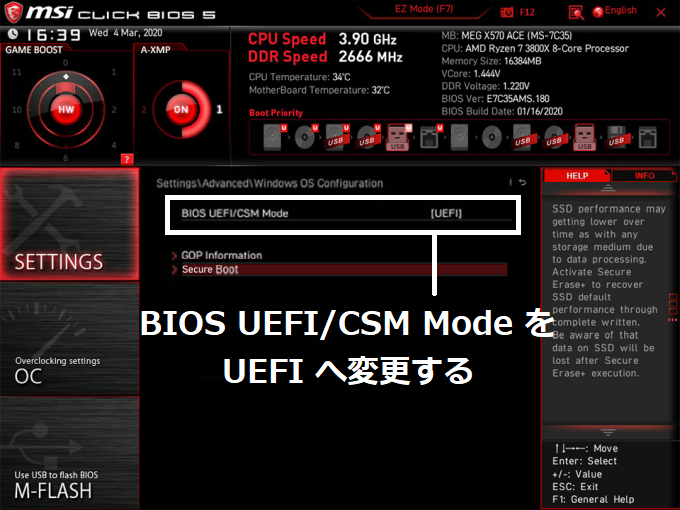 msi CLICK BIOS 5
EZ Mode (F7)
F12
English
X
16:39 Wed 4 Mar, 2020
GAME BOOST
A-XMP
CPU Speed 3.90 GHz
DDR Speed 2666 MHz
CPU Temperature: 34°C
MotherBoard Temperature: 32°C
MB: MEG X570 ACE (MS-7C35)
CPU: AMD Ryzen 7 3800X 8-Core Processor
Memory Size: 16384MB
VCore: 1.444V
DDR Voltage: 1.220V
BIOS Ver: E7C35AMS.180
BIOS Build Date: 01/16/2020
0
11 1
10 2
8 4
6
HW
?
ON
2 1
Boot Priority
U U U U U U
USB USB USB USB USB USB USB
Settings\Advanced\Windows OS Configuration
BIOS UEFI/CSM Mode [UEFI]
GOP Information
Secure Boot
BIOS UEFI/CSM Mode を
UEFI へ変更する
SETTINGS
Overclocking settings
OC
Use USB to flash BIOS
M-FLASH
HELP INFO
SSD performance may
getting lower over
time as with any
storage medium due
to data processing.
Activate Secure
Erase+ to recover
SSD default
performance through
complete written.
Be aware of that
data on SSD will be
lost after Secure
Erase+ execution.
↑↓→←: Move
Enter: Select
+/-: Value
ESC: Exit
F1: General Help